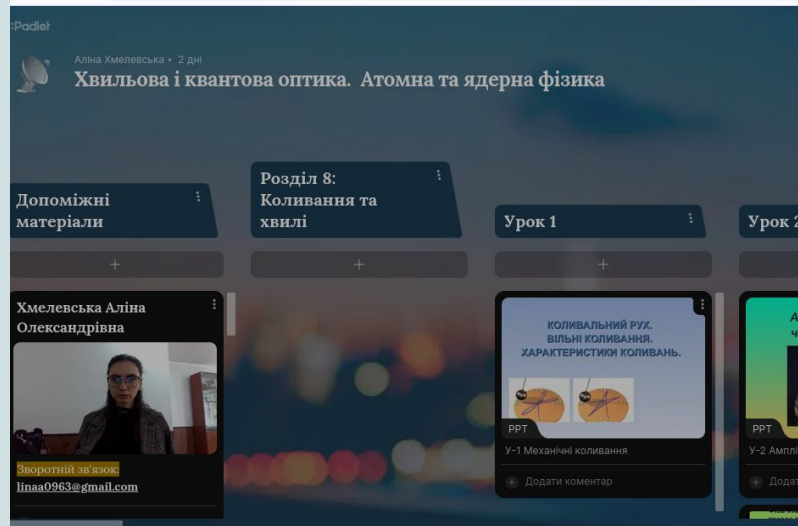 :Padlet
Аліна Хмелевська • 2 дні
Хвильова і квантова оптика. Атомна та ядерна фізика
Допоміжні
матеріали
Розділ 8:
Коливання та
хвилі
Урок 1
Урок 2
Хмелевська Аліна
Олександрівна
Зворотній зв'язок:
linaa0963@gmail.com
КОЛИВАЛЬНИЙ РУХ.
ВІЛЬНІ КОЛИВАННЯ.
ХАРАКТЕРИСТИКИ КОЛИВАНЬ.
PPT
У-1 Механічні коливання
Додати коментар
PPT
У-2